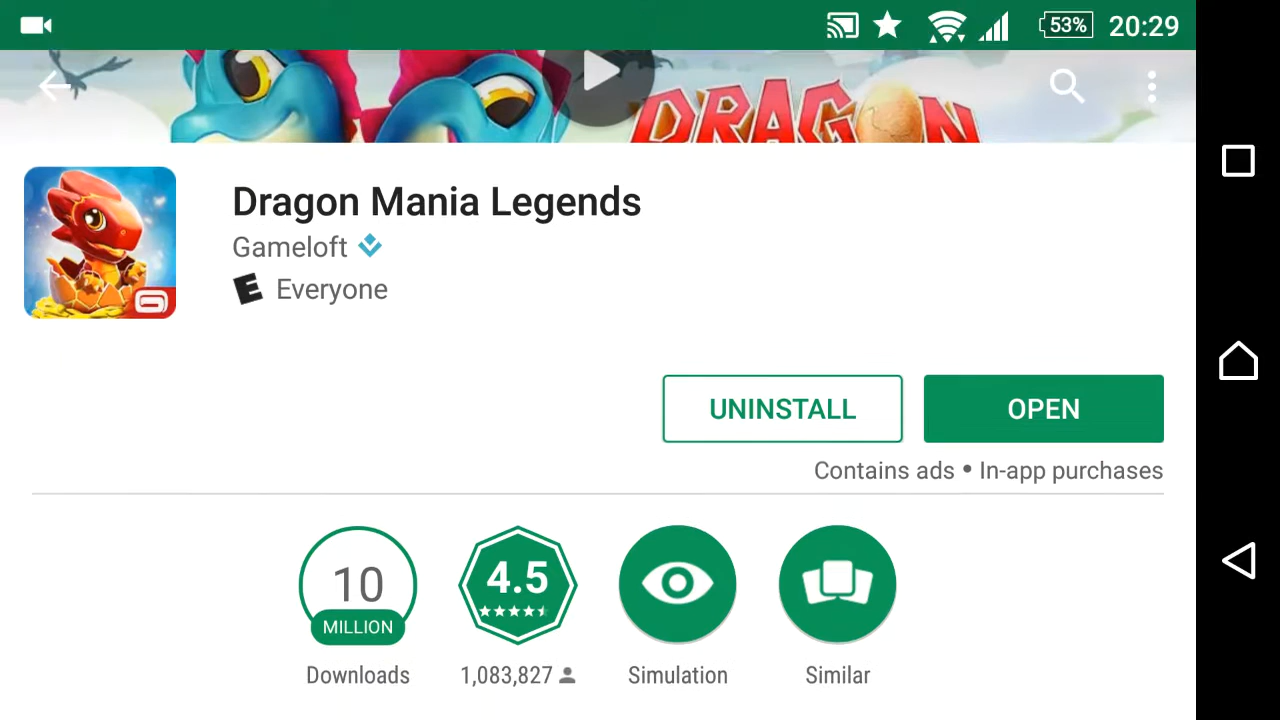 53% 20:29
DRAGON
Dragon Mania Legends
Gameloft
E Everyone
UNINSTALL OPEN
Contains ads • In-app purchases
10 MILLION
4.5
Downloads 1,083,827 Simulation Similar